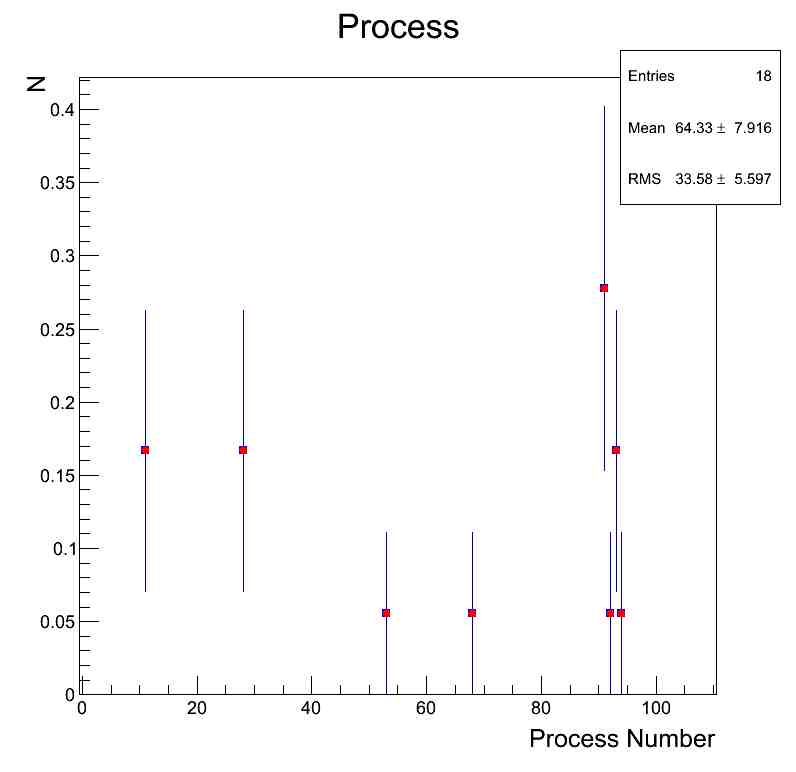 Process
Entries 18
Mean 64.33 ± 7.916
RMS 33.58 ± 5.597
N
0.4
0.35
0.3
0.25
0.2
0.15
0.1
0.05
0
0 20 40 60 80 100
Process Number